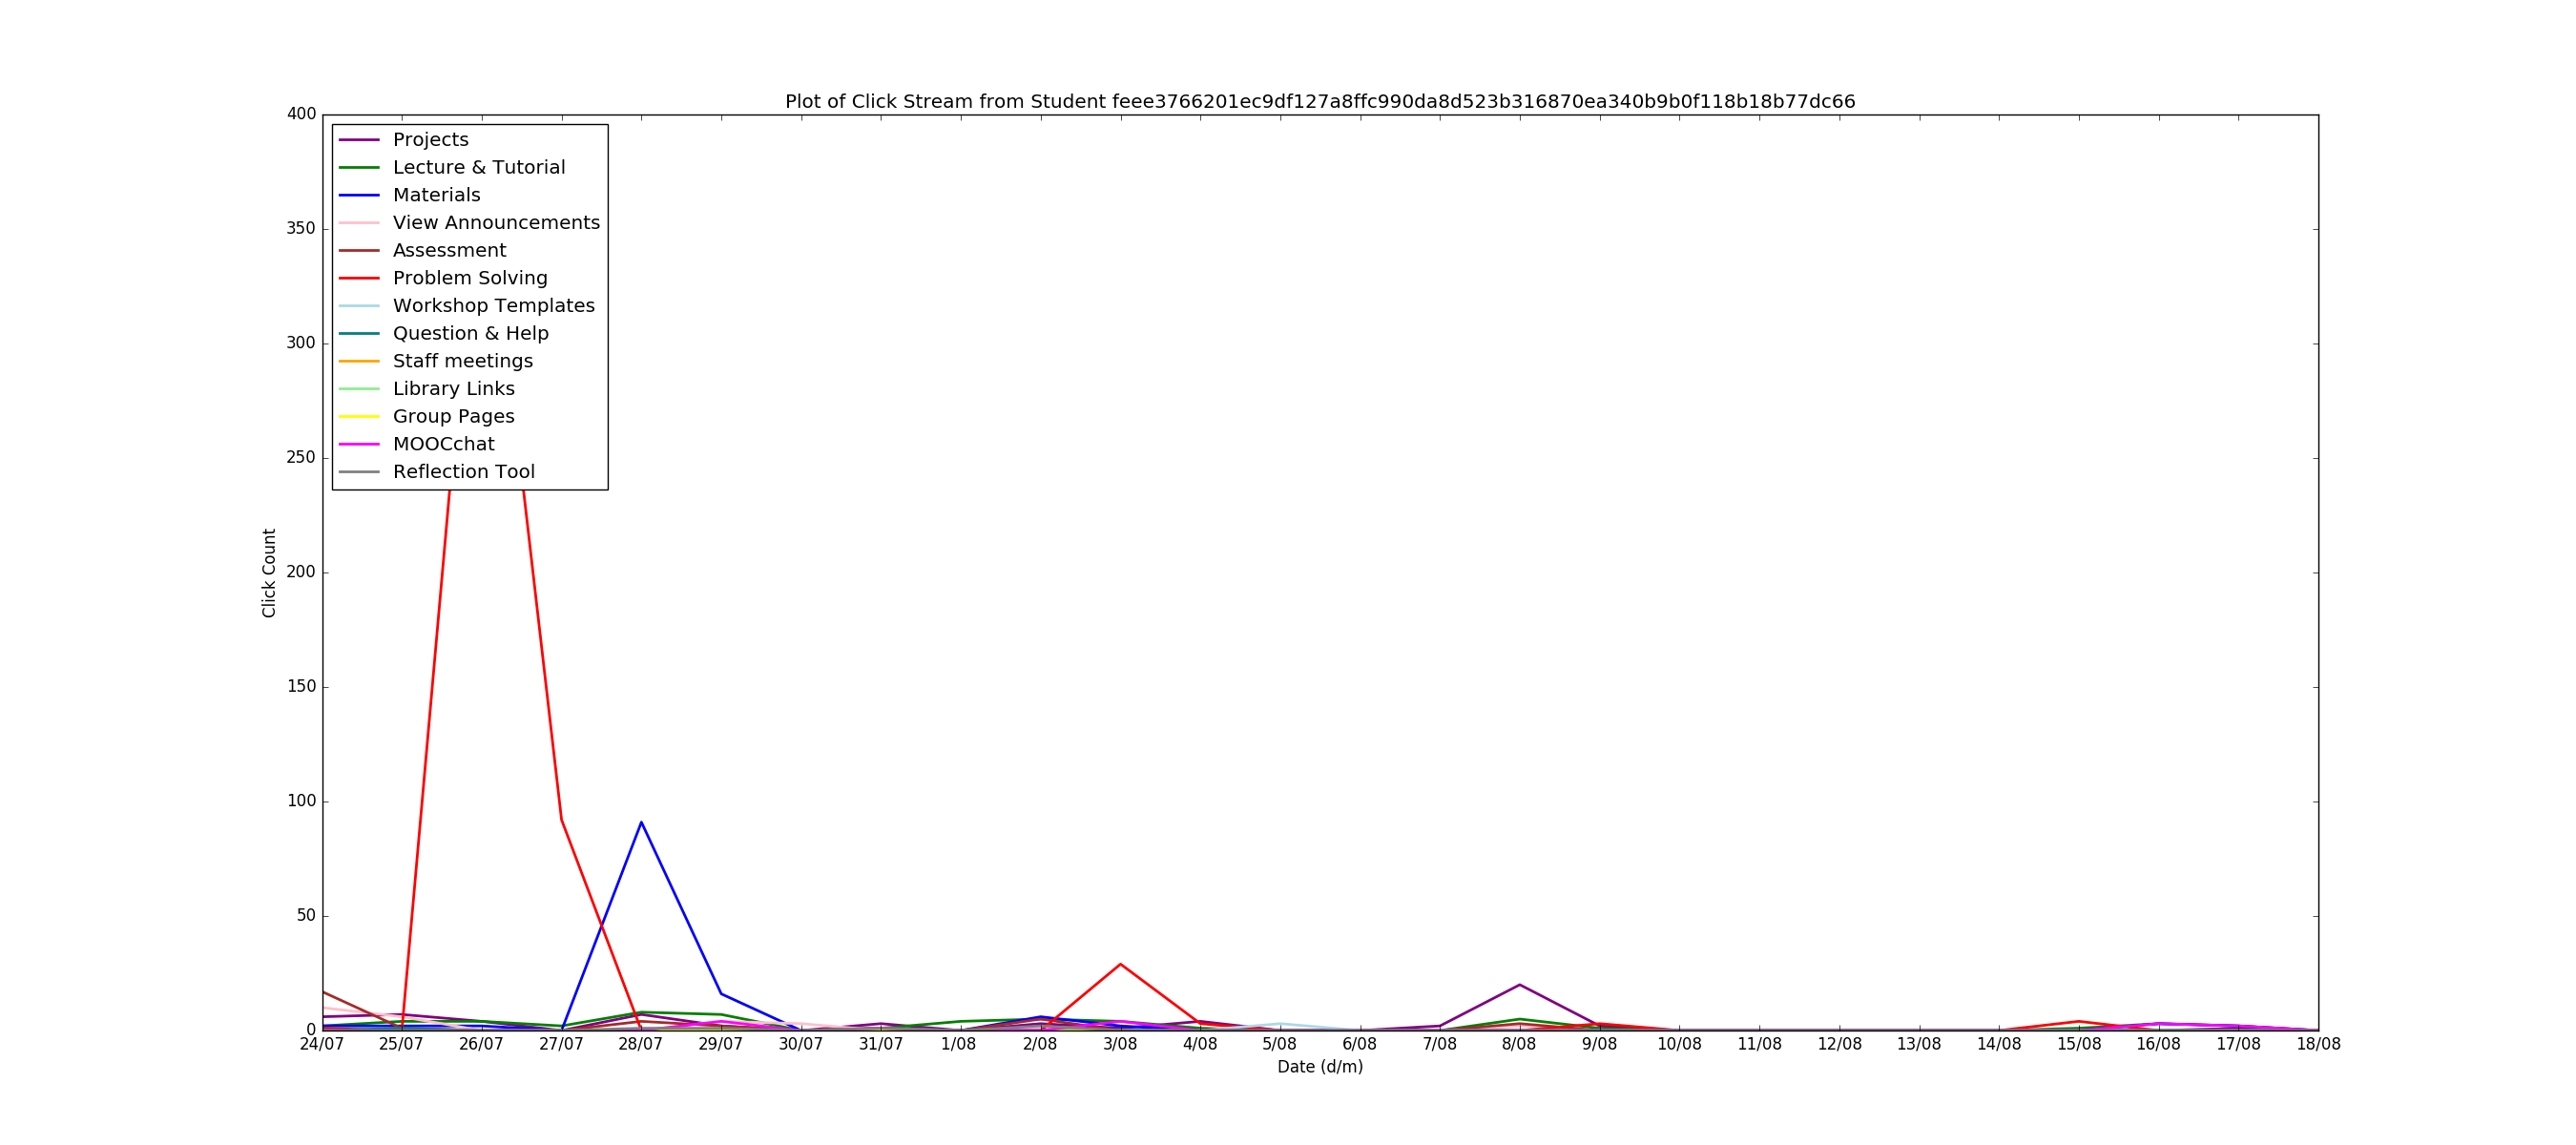 Plot of Click Stream from Student feee3766201ec9df127a8ffc990da8d523b316870ea340b9b0f118b18b77dc66
400
350
300
250
200
150
100
50
0
Click Count
Projects
Lecture & Tutorial
Materials
View Announcements
Assessment
Problem Solving
Workshop Templates
Question & Help
Staff meetings
Library Links
Group Pages
MOOCchat
Reflection Tool
24/07 25/07 26/07 27/07 28/07 29/07 30/07 31/07 1/08 2/08 3/08 4/08 5/08 6/08 7/08 8/08 9/08 10/08 11/08 12/08 13/08 14/08 15/08 16/08 17/08 18/08
Date (d/m)